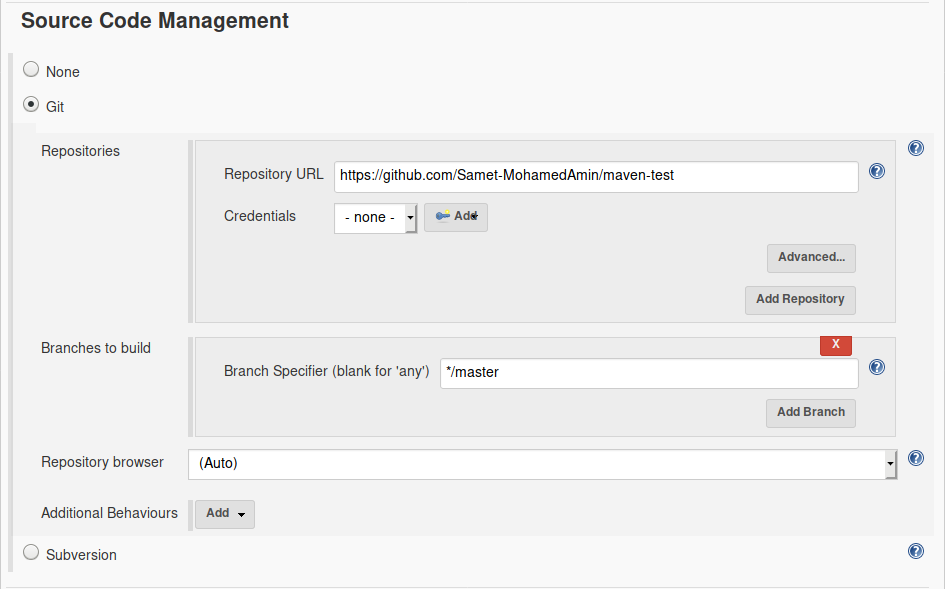 Source Code Management
None
Git
Repositories
Repository URL https://github.com/Samet-MohamedAmin/maven-test
Credentials - none - Add
Advanced...
Add Repository
Branches to build
X
Branch Specifier (blank for 'any') */master
Add Branch
Repository browser (Auto)
Additional Behaviours Add
Subversion